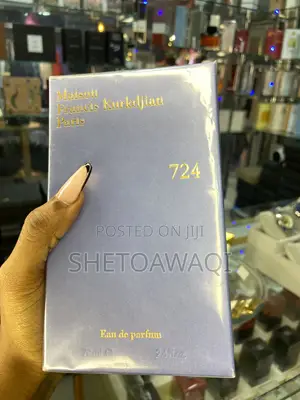 Maison
Francis Kurkdjian
Paris
724
POSTED ON JIJI
SHETOAWAQI
Eau de parfum